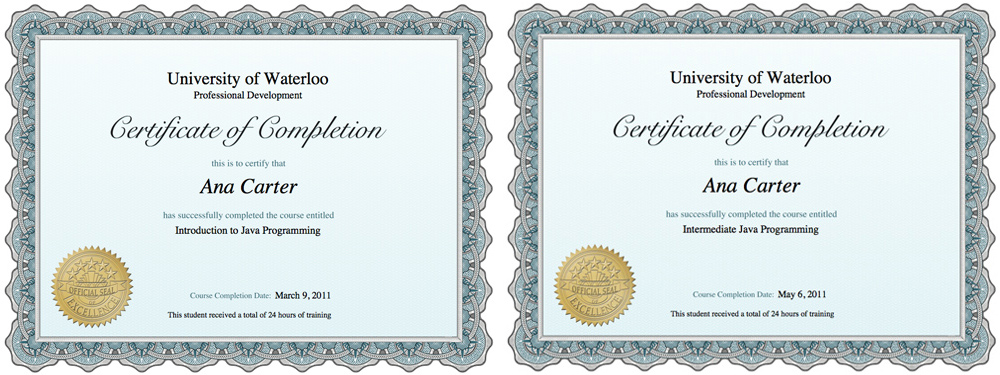 University of Waterloo
Professional Development
Certificate of Completion
this is to certify that
Ana Carter
has successfully completed the course entitled
Introduction to Java Programming
OFFICIAL SEAL
EXCELLENCE
Course Completion Date: March 9, 2011
This student received a total of 24 hours of training
University of Waterloo
Professional Development
Certificate of Completion
this is to certify that
Ana Carter
has successfully completed the course entitled
Intermediate Java Programming
OFFICIAL SEAL
EXCELLENCE
Course Completion Date: May 6, 2011
This student received a total of 24 hours of training